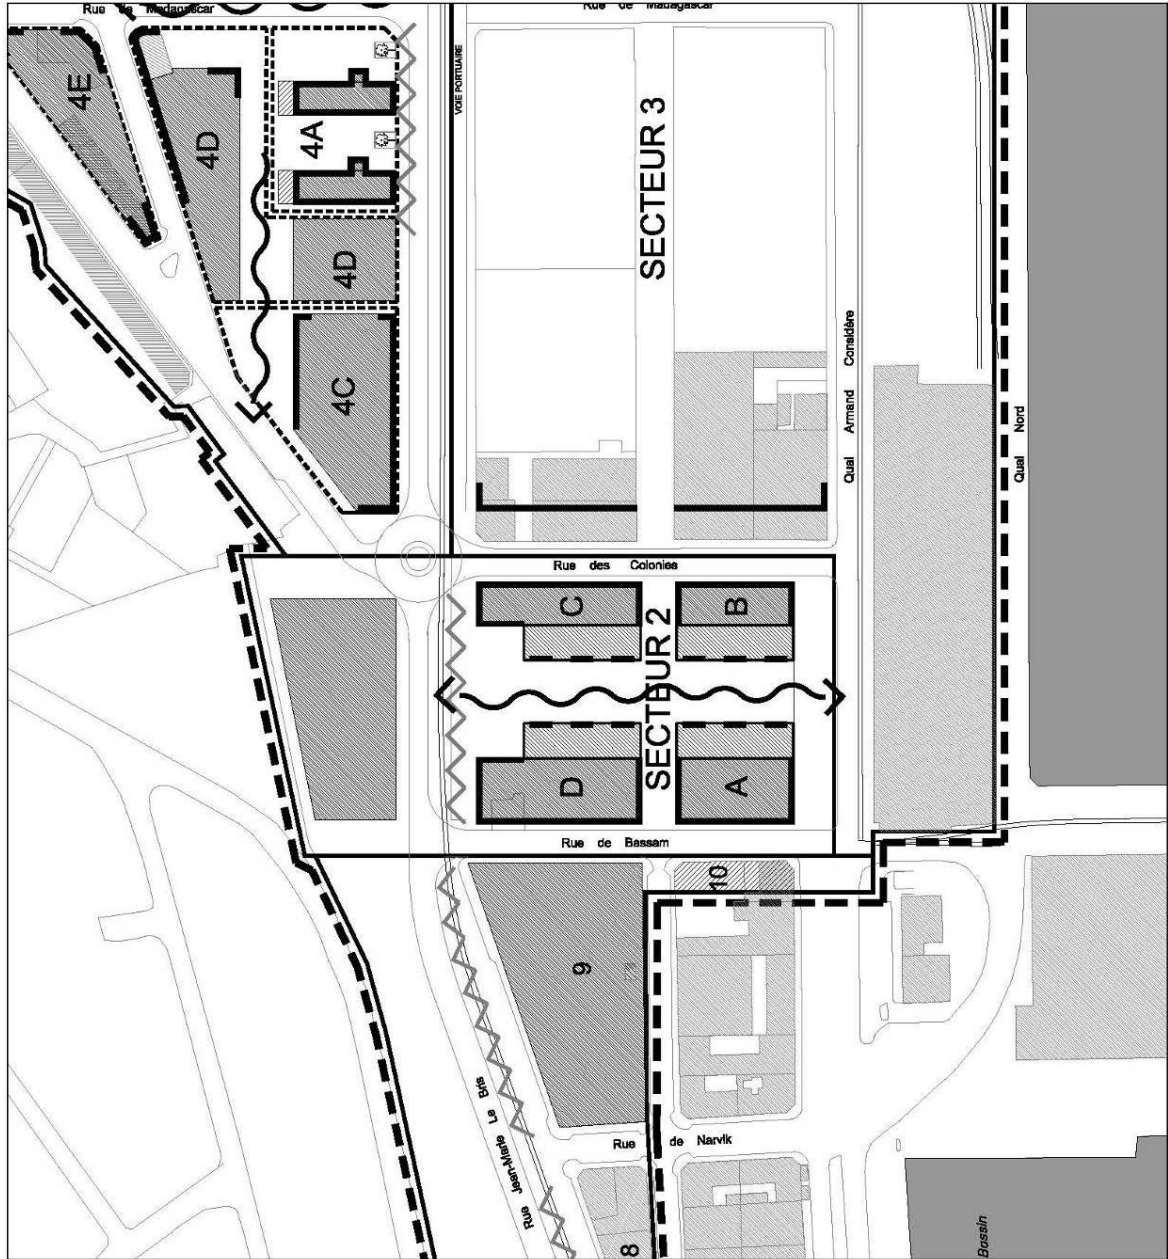 Rue de Madagascar
Rue de Madagascar
4E
4D
4A
VOIE PORTUAIRE
SECTEUR 3
4D
4C
Quai Armand Considère
Quai Nord
Rue des Colonies
C
B
SECTEUR 2
D
A
Rue de Bassam
10
9
Rue Jean-Marie Le Bris
Rue de Narvik
8
Bassin